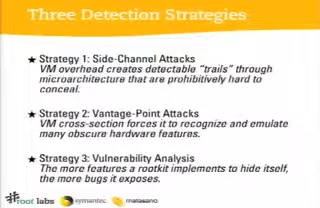 Three Detection Strategies
★ Strategy 1: Side-Channel Attacks
VM overhead creates detectable "trails" through
microarchitecture that are prohibitively hard to
conceal.
★ Strategy 2: Vantage-Point Attacks
VM cross-section forces it to recognize and emulate
many obscure hardware features.
★ Strategy 3: Vulnerability Analysis
The more features a rootkit implements to hide itself,
the more bugs it exposes.
root labs symantec. matasano